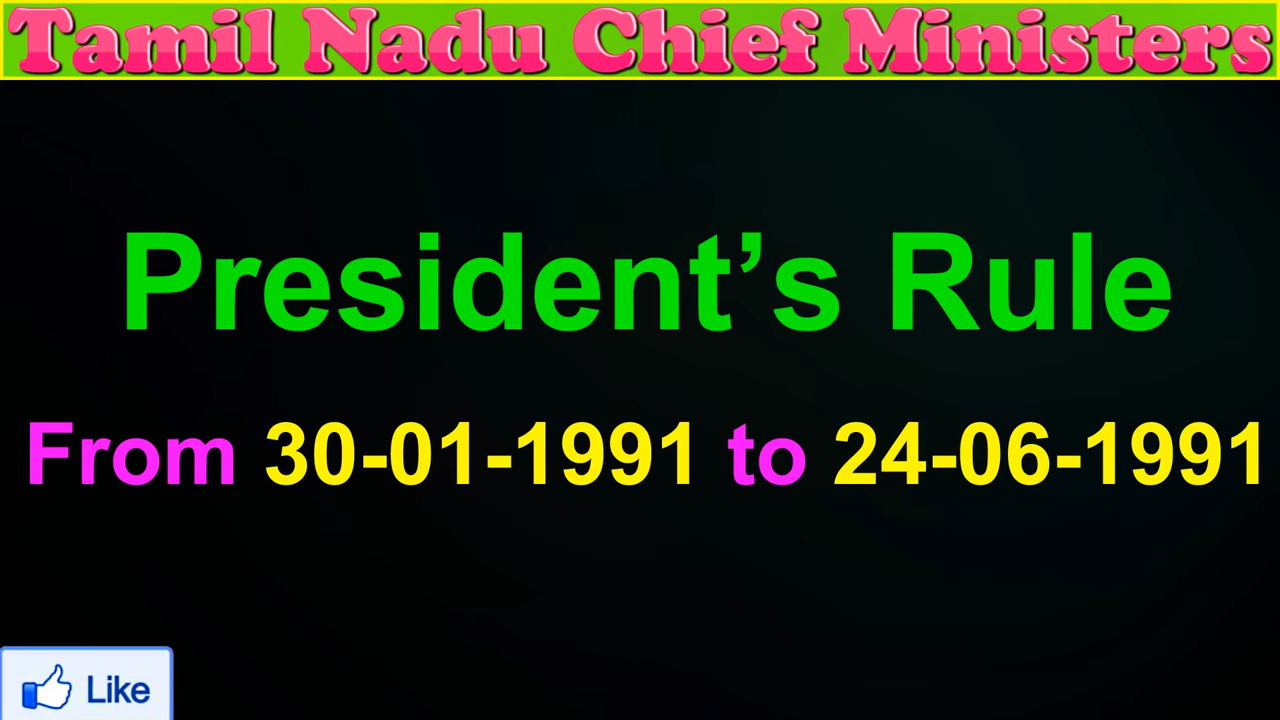 Tamil Nadu Chief Ministers
President’s Rule
From 30-01-1991 to 24-06-1991
Like